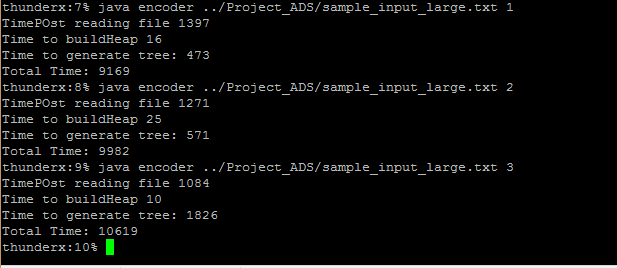 thunderx:7% java encoder ../Project_ADS/sample_input_large.txt 1
TimePOst reading file 1397
Time to buildHeap 16
Time to generate tree: 473
Total Time: 9169
thunderx:8% java encoder ../Project_ADS/sample_input_large.txt 2
TimePOst reading file 1271
Time to buildHeap 25
Time to generate tree: 571
Total Time: 9982
thunderx:9% java encoder ../Project_ADS/sample_input_large.txt 3
TimePOst reading file 1084
Time to buildHeap 10
Time to generate tree: 1826
Total Time: 10619
thunderx:10%